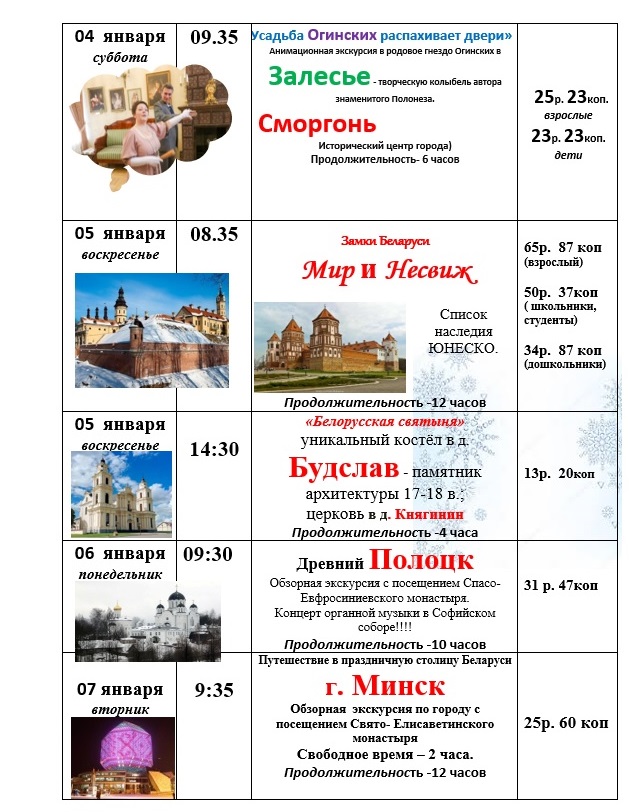 04 января
суббота
09.35
Усадьба Огинских распахивает двери»
Анимационная экскурсия в родовое гнездо Огинских в
Залесье - творческую колыбель автора
знаменитого Полонеза.
Сморгонь
Исторический центр города)
Продолжительность- 6 часов
25р. 23коп.
взрослые
23р. 23коп.
дети
05 января
воскресенье
08.35
Замки Беларуси
Мир и Несвиж
Список
наследия
ЮНЕСКО.
Продолжительность -12 часов
65р. 87 коп
(взрослый)
50р. 37коп
( школьники,
студенты)
34р. 87 коп
(дошкольники)
05 января
воскресенье
14:30
«Белорусская святыня»
уникальный костёл в д.
Будслав - памятник
архитектуры 17-18 в.;
церковь в д. Княгинин
Продолжительность -4 часа
13р. 20коп
06 января
понедельник
09:30
Древний Полоцк
Обзорная экскурсия с посещением Спасо-
Евфросиниевского монастыря.
Концерт органной музыки в Софийском
соборе!!!!
Продолжительность -10 часов
31 р. 47коп
07 января
вторник
9:35
Путешествие в праздничную столицу Беларуси
г. Минск
Обзорная экскурсия по городу с
посещением Свято- Елисаветинского
монастыря
Свободное время – 2 часа.
Продолжительность -12 часов
25р. 60 коп